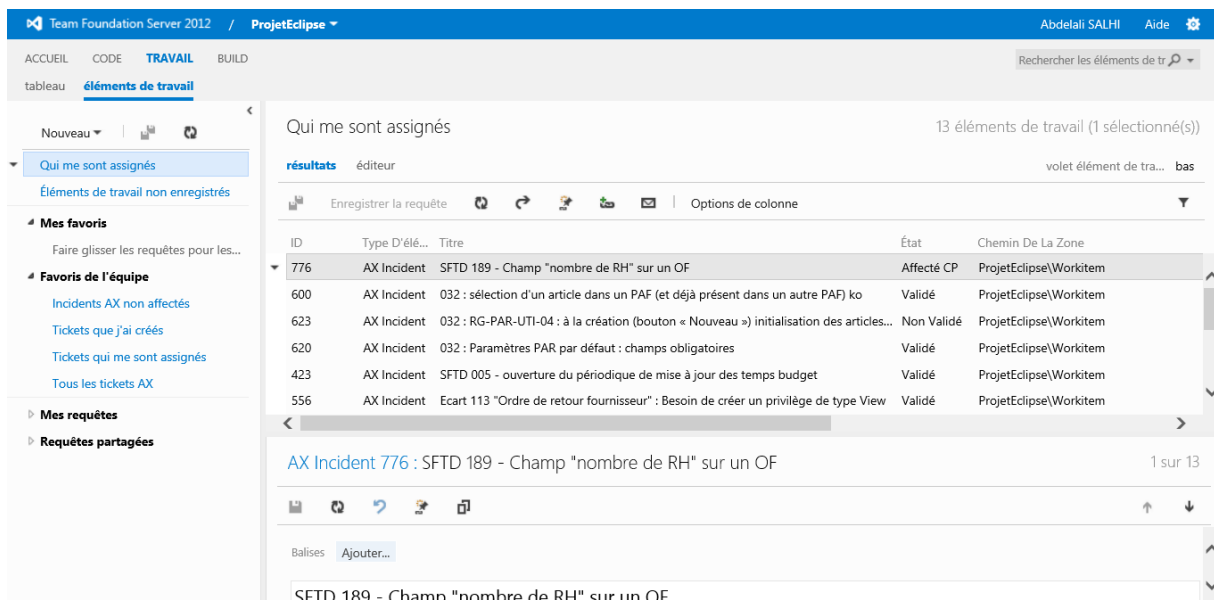 Team Foundation Server 2012 / ProjetEclipse Abdelali SALHI Aide
ACCUEIL CODE TRAVAIL BUILD
Rechercher les éléments de tr
tableau éléments de travail
Nouveau
Qui me sont assignés
Éléments de travail non enregistrés
Mes favoris
Faire glisser les requêtes pour les...
Favoris de l'équipe
Incidents AX non affectés
Tickets que j'ai créés
Tickets qui me sont assignés
Tous les tickets AX
Mes requêtes
Requêtes partagées
Qui me sont assignés 13 éléments de travail (1 sélectionné(s))
résultats éditeur volet élément de tra... bas
Enregistrer la requête Options de colonne
ID Type D'élé... Titre État Chemin De La Zone
776 AX Incident SFTD 189 - Champ "nombre de RH" sur un OF Affecté CP ProjetEclipse\Workitem
600 AX Incident 032 : sélection d'un article dans un PAF (et déjà présent dans un autre PAF) ko Validé ProjetEclipse\Workitem
623 AX Incident 032 : RG-PAR-UTI-04 : à la création (bouton « Nouveau ») initialisation des articles... Non Validé ProjetEclipse\Workitem
620 AX Incident 032 : Paramètres PAR par défaut : champs obligatoires Validé ProjetEclipse\Workitem
423 AX Incident SFTD 005 - ouverture du périodique de mise à jour des temps budget Validé ProjetEclipse\Workitem
556 AX Incident Ecart 113 "Ordre de retour fournisseur" : Besoin de créer un privilège de type View Validé ProjetEclipse\Workitem
AX Incident 776 : SFTD 189 - Champ "nombre de RH" sur un OF 1 sur 13
Balises Ajouter...
SFTD 189 - Champ "nombre de RH" sur un OF